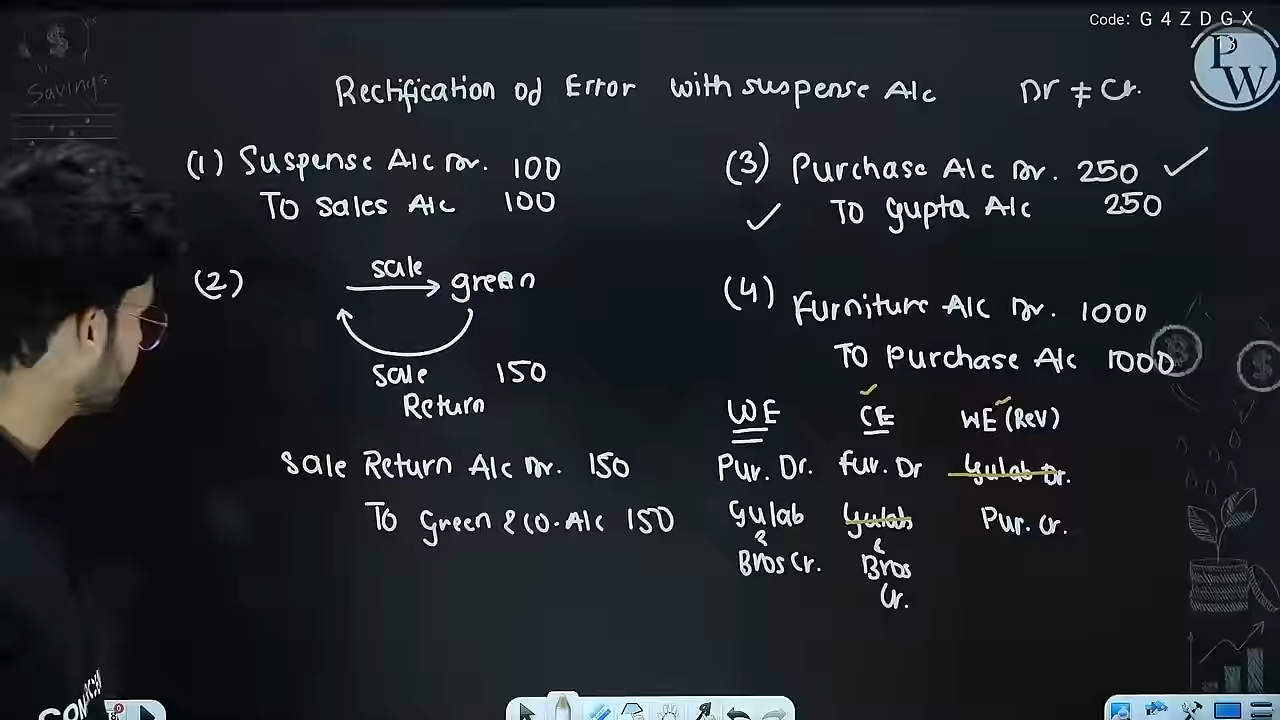 Code: G 4 Z D G X
PW
Savings
Rectification od Error with suspense A/c Dr ≠ Cr.
(1) Suspense A/c Dr. 100
To Sales A/c 100
(2) sale
green
sale 150
Return
Sale Return A/c Dr. 150
To Green & Co. A/c 150
(3) Purchase A/c Dr. 250
To Gupta A/c 250
(4) Furniture A/c Dr. 1000
To Purchase A/c 1000
WE CE WE (Rev)
Pur. Dr. Fur. Dr Gulab Dr.
Gulab Gulab Pur. Cr.
& &
Bros Cr. Bros
Cr.